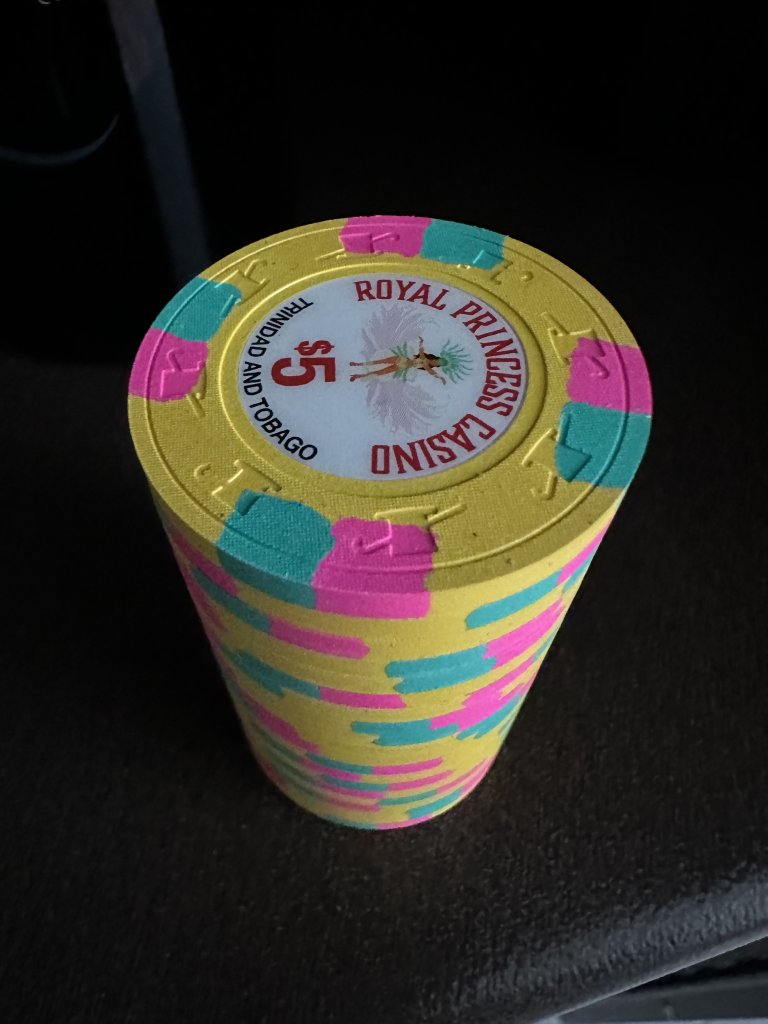 ROYAL PRINCESS CASINO
$5
TRINIDAD AND TOBAGO